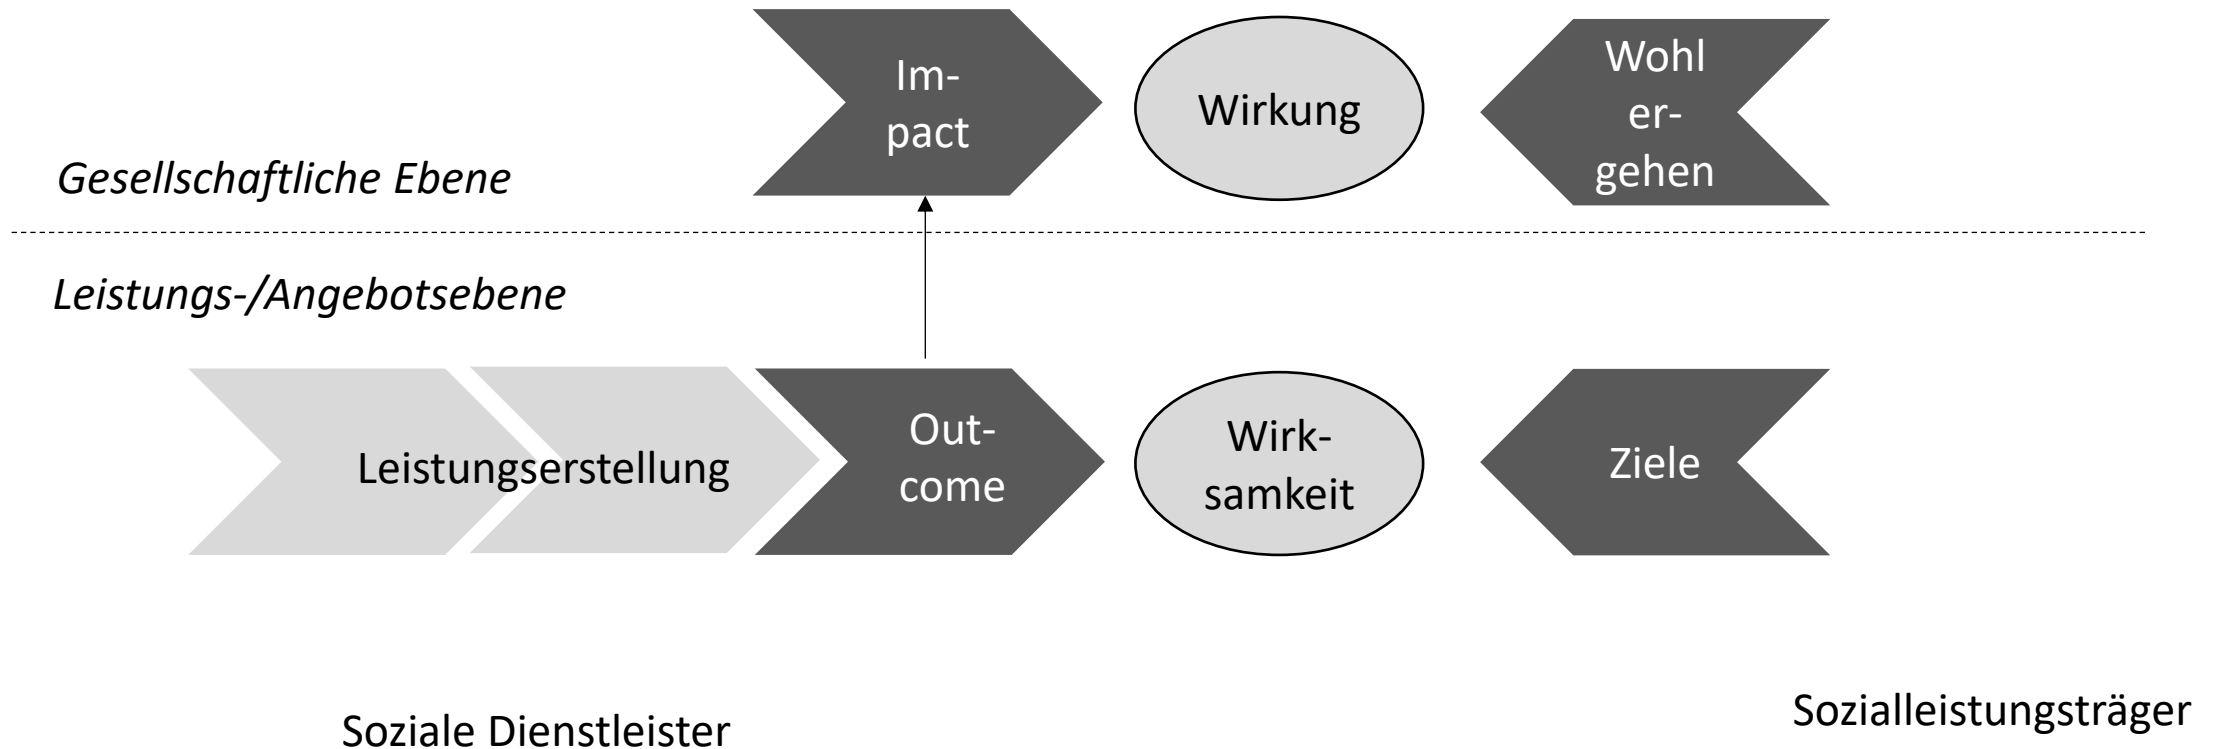 Im-
pact
Wirkung
Wohl
er-
gehen
Gesellschaftliche Ebene
Leistungs-/Angebotsebene
Leistungserstellung
Out-
come
Wirk-
samkeit
Ziele
Soziale Dienstleister
Sozialleistungsträger